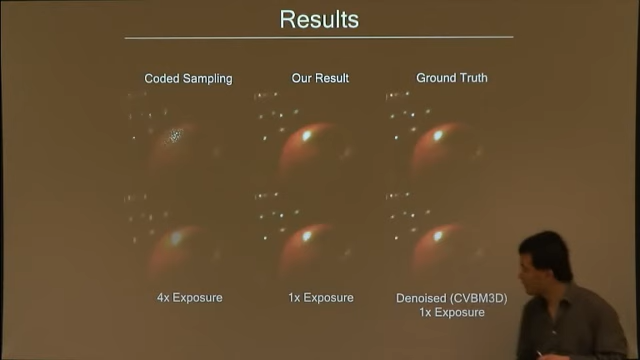 Results
Coded Sampling
Our Result
Ground Truth
4x Exposure
1x Exposure
Denoised (CVBM3D)
1x Exposure